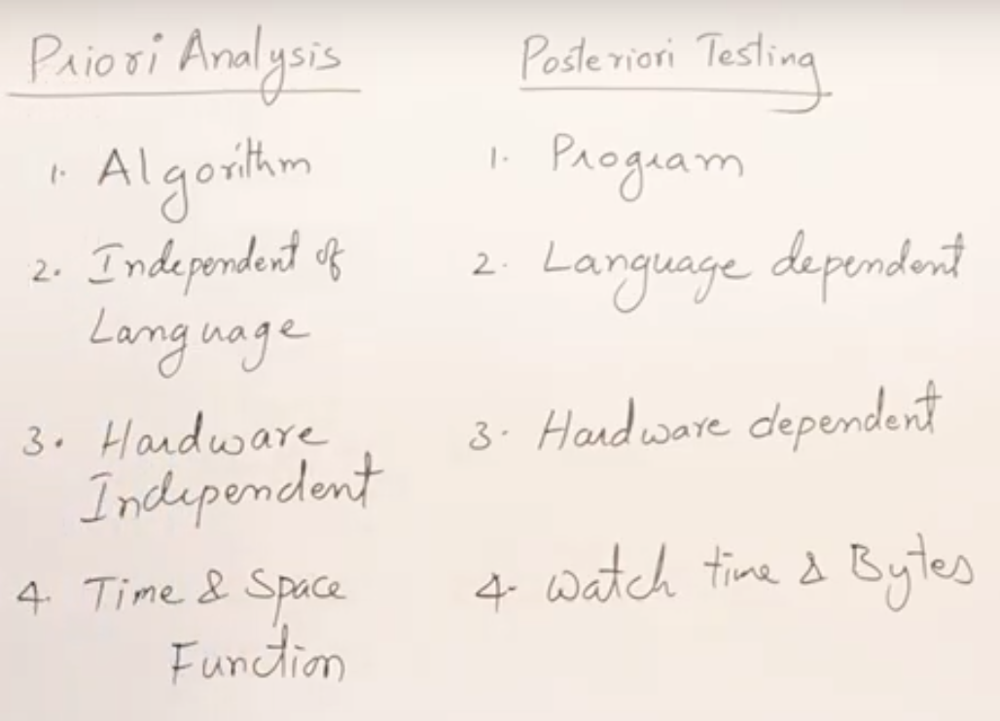 Priori Analysis
1. Algorithm
2. Independent of
Language
3. Hardware
Independent
4. Time & Space
Function
Posteriori Testing
1. Program
2. Language dependent
3. Hardware dependent
4. Watch time & Bytes